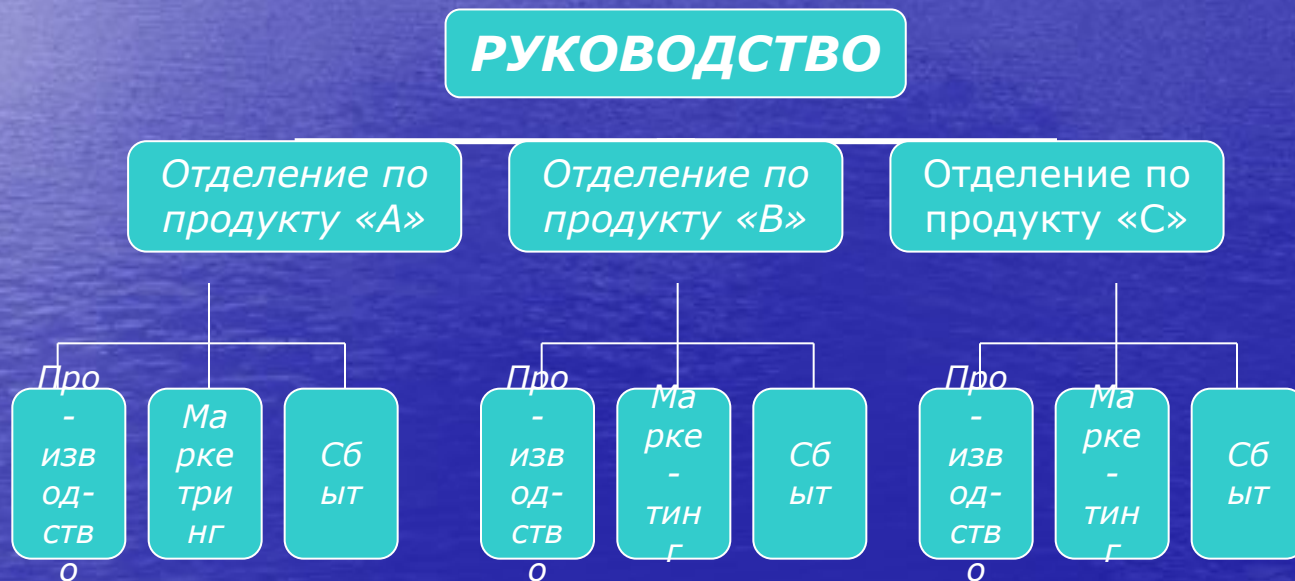 РУКОВОДСТВО
Отделение по
продукту «А»
Отделение по
продукту «В»
Отделение по
продукту «С»
Про
-
изв
од-
ств
о
Ма
рке
три
нг
Сб
ыт
Про
-
изв
од-
ств
о
Ма
рке
-
тин
г
Сб
ыт
Про
-
изв
од-
ств
о
Ма
рке
-
тин
г
Сб
ыт